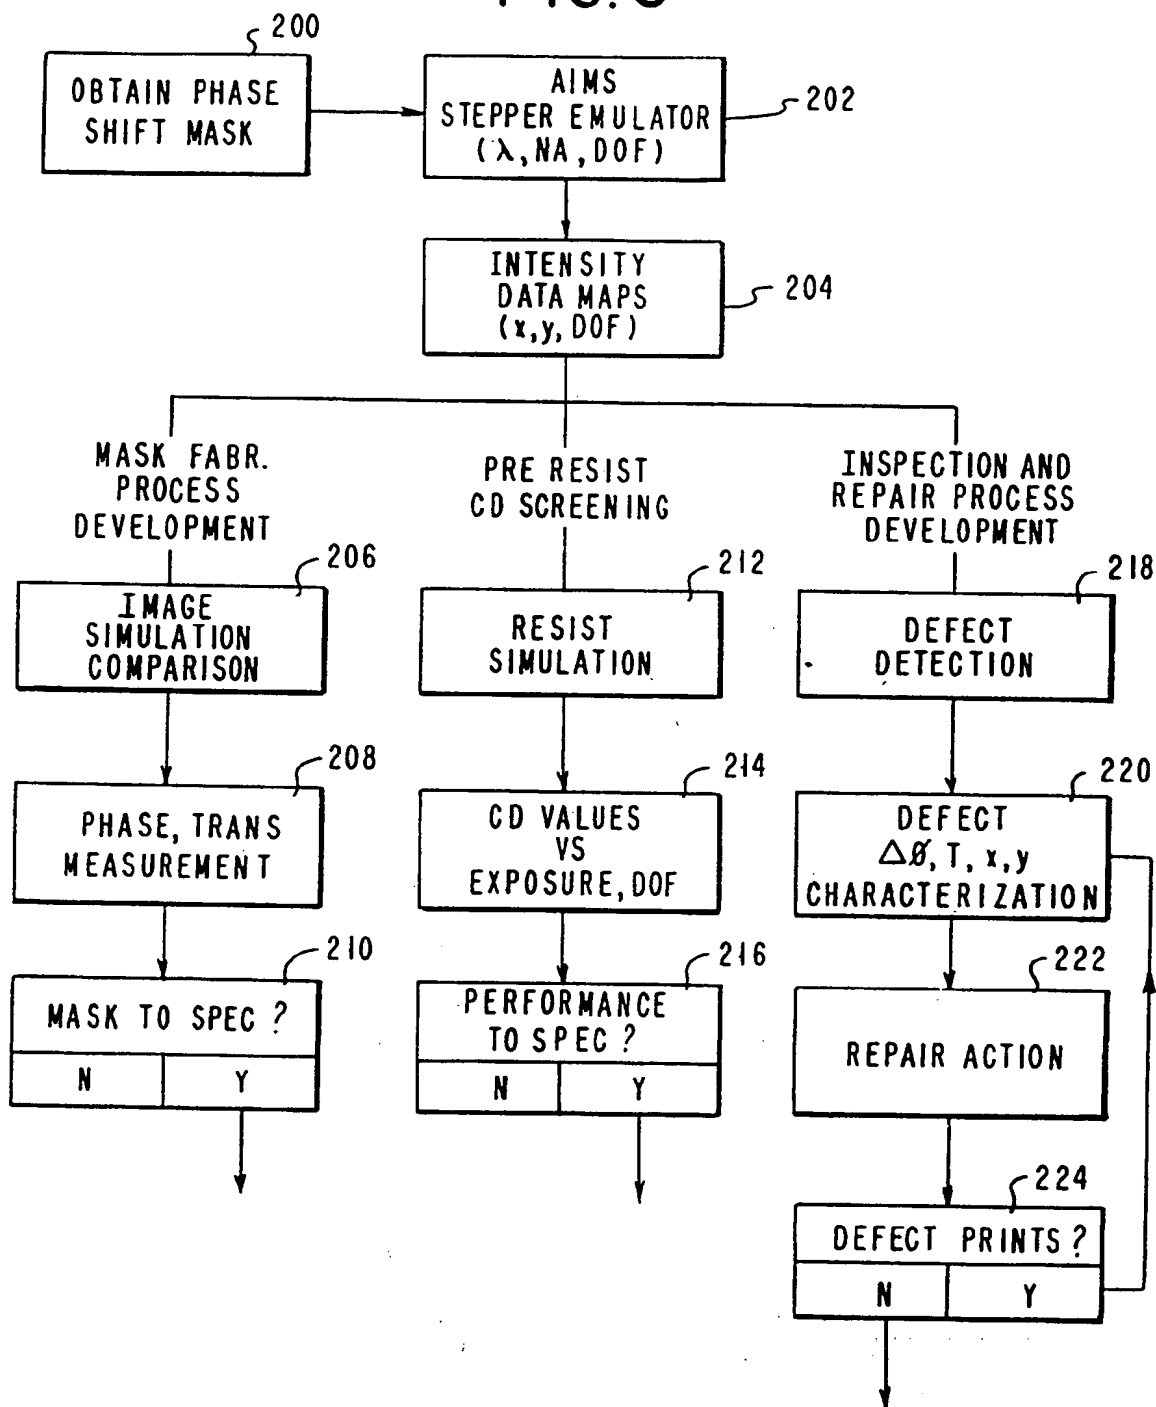 200
OBTAIN PHASE
SHIFT MASK
AIMS
STEPPER EMULATOR
(λ, NA, DOF)
202
INTENSITY
DATA MAPS
(x,y, DOF)
204
MASK FABR.
PROCESS
DEVELOPMENT
206
IMAGE
SIMULATION
COMPARISON
208
PHASE, TRANS
MEASUREMENT
210
MASK TO SPEC ?
N
Y
PRE RESIST
CD SCREENING
212
RESIST
SIMULATION
214
CD VALUES
VS
EXPOSURE, DOF
216
PERFORMANCE
TO SPEC ?
N
Y
INSPECTION AND
REPAIR PROCESS
DEVELOPMENT
218
DEFECT
DETECTION
220
DEFECT
ΔØ, T, x,y
CHARACTERIZATION
222
REPAIR ACTION
224
DEFECT PRINTS ?
N
Y